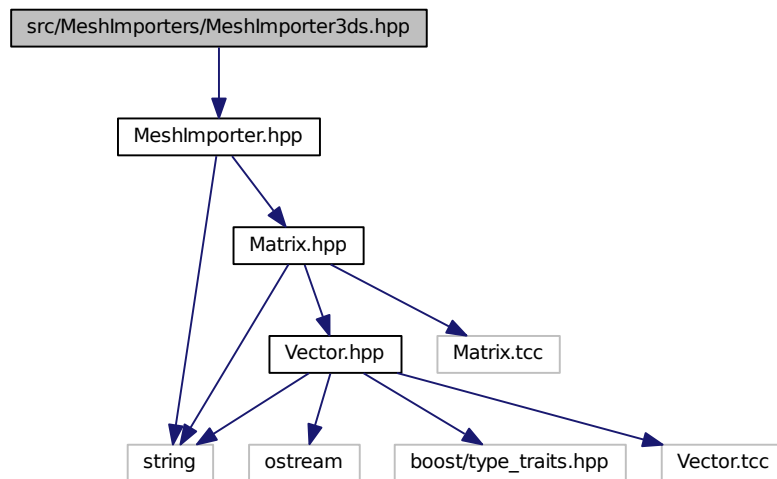 src/MeshImporters/MeshImporter3ds.hpp
MeshImporter.hpp
Matrix.hpp
Vector.hpp
Matrix.tcc
string
ostream
boost/type_traits.hpp
Vector.tcc